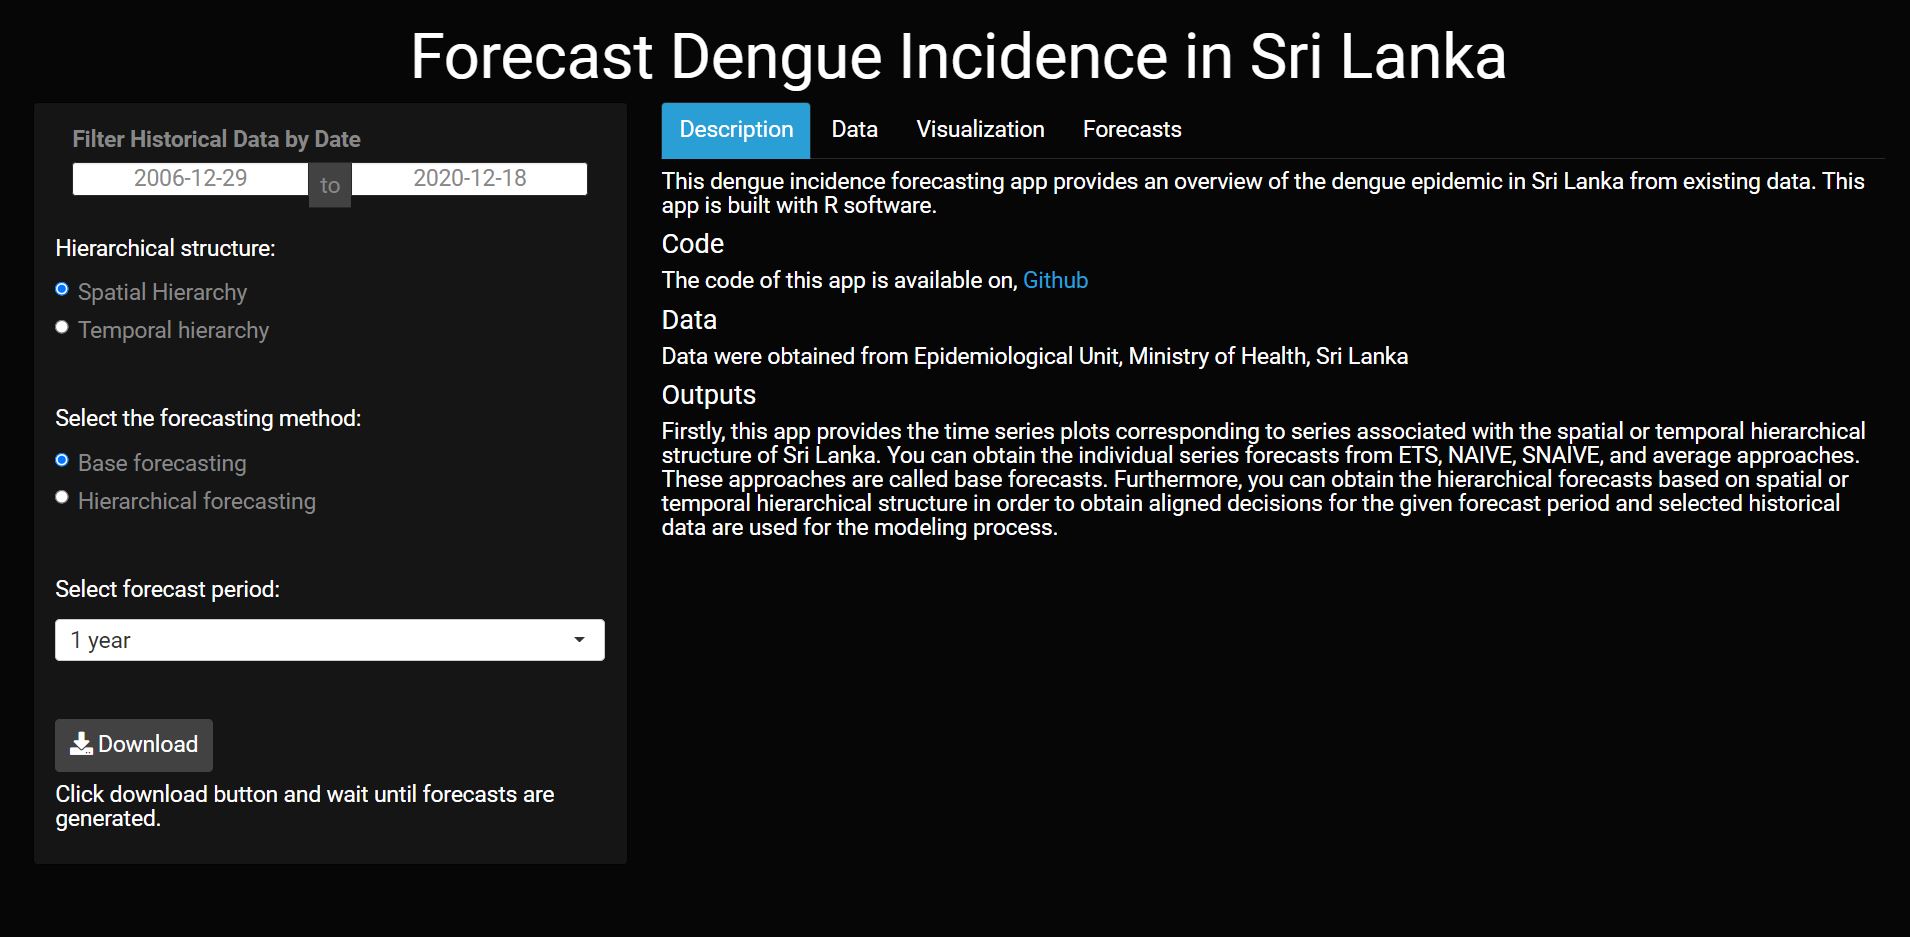 Forecast Dengue Incidence in Sri Lanka
Filter Historical Data by Date
2006-12-29 to 2020-12-18
Hierarchical structure:
Spatial Hierarchy
Temporal hierarchy
Select the forecasting method:
Base forecasting
Hierarchical forecasting
Select forecast period:
1 year
Download
Click download button and wait until forecasts are
generated.
Description Data Visualization Forecasts
This dengue incidence forecasting app provides an overview of the dengue epidemic in Sri Lanka from existing data. This
app is built with R software.
Code
The code of this app is available on, Github
Data
Data were obtained from Epidemiological Unit, Ministry of Health, Sri Lanka
Outputs
Firstly, this app provides the time series plots corresponding to series associated with the spatial or temporal hierarchical
structure of Sri Lanka. You can obtain the individual series forecasts from ETS, NAIVE, SNAIVE, and average approaches.
These approaches are called base forecasts. Furthermore, you can obtain the hierarchical forecasts based on spatial or
temporal hierarchical structure in order to obtain aligned decisions for the given forecast period and selected historical
data are used for the modeling process.